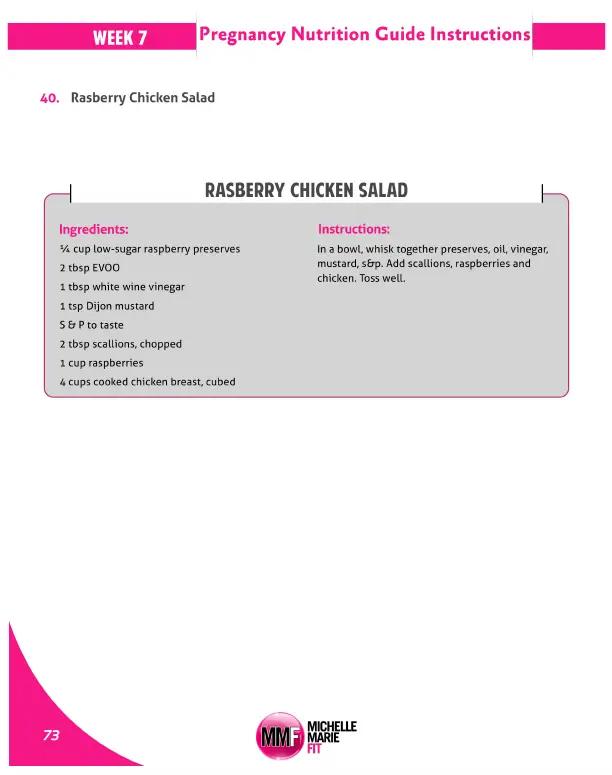 WEEK 7
Pregnancy Nutrition Guide Instructions
40. Rasberry Chicken Salad
RASBERRY CHICKEN SALAD
Ingredients:
¼ cup low-sugar raspberry preserves
2 tbsp EVOO
1 tbsp white wine vinegar
1 tsp Dijon mustard
S & P to taste
2 tbsp scallions, chopped
1 cup raspberries
4 cups cooked chicken breast, cubed
Instructions:
In a bowl, whisk together preserves, oil, vinegar,
mustard, s&p. Add scallions, raspberries and
chicken. Toss well.
73
MMF
MICHELLE
MARIE
FIT